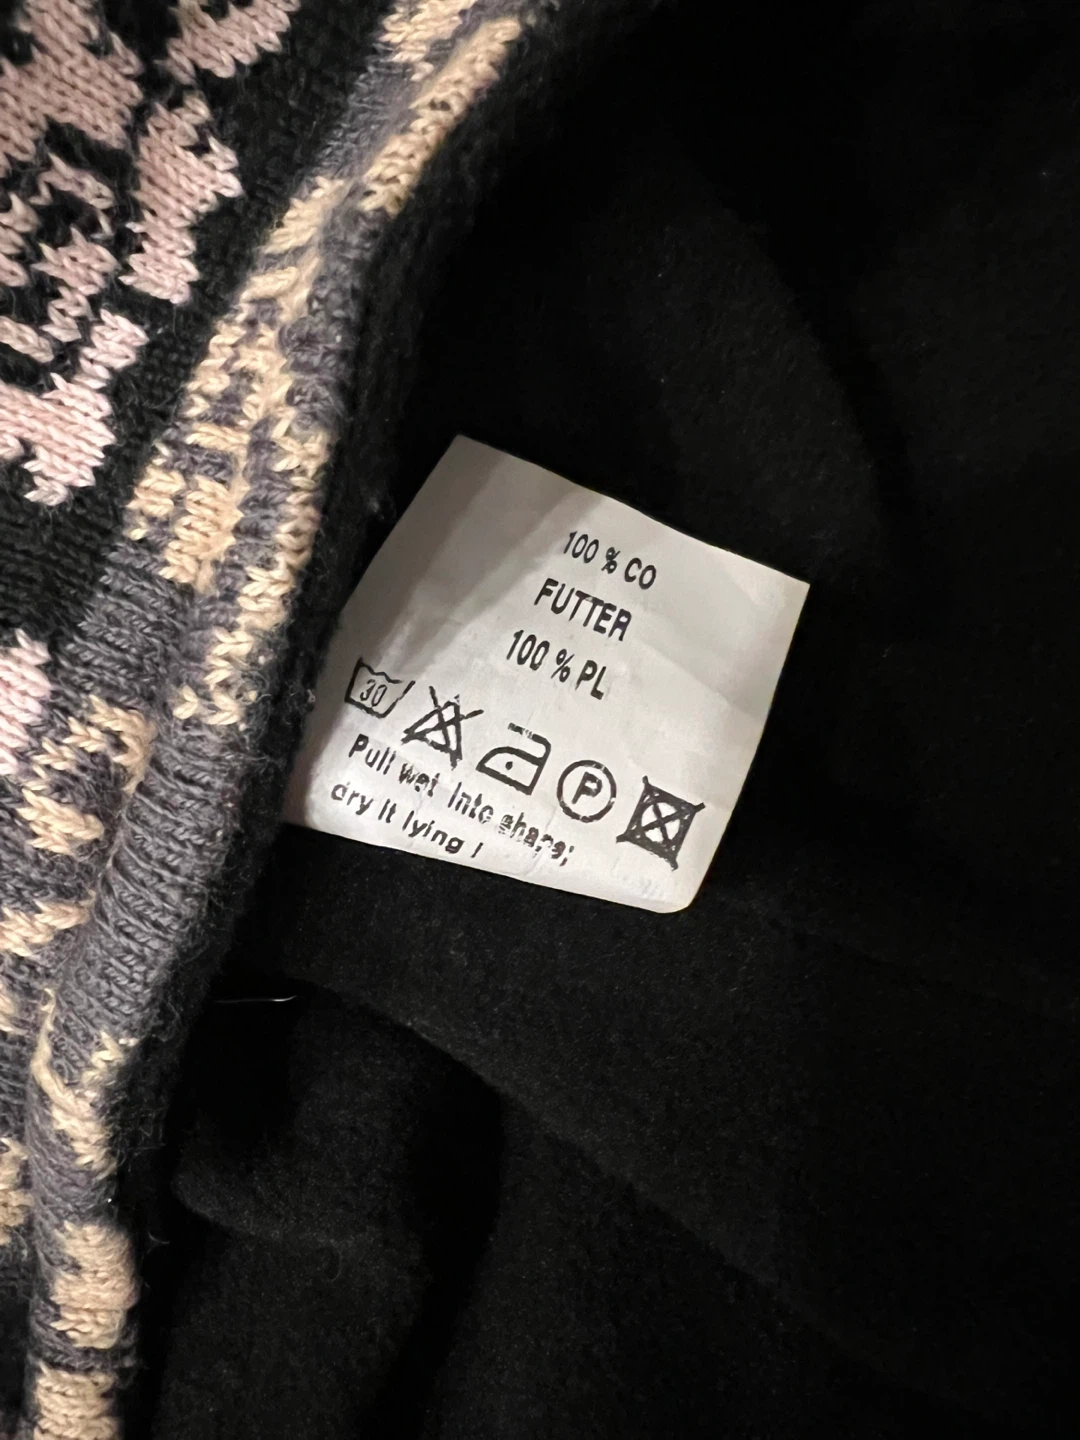 100 % CO
FUTTER
100 % PL
30
P
Pull wet into shape;
dry it lying !